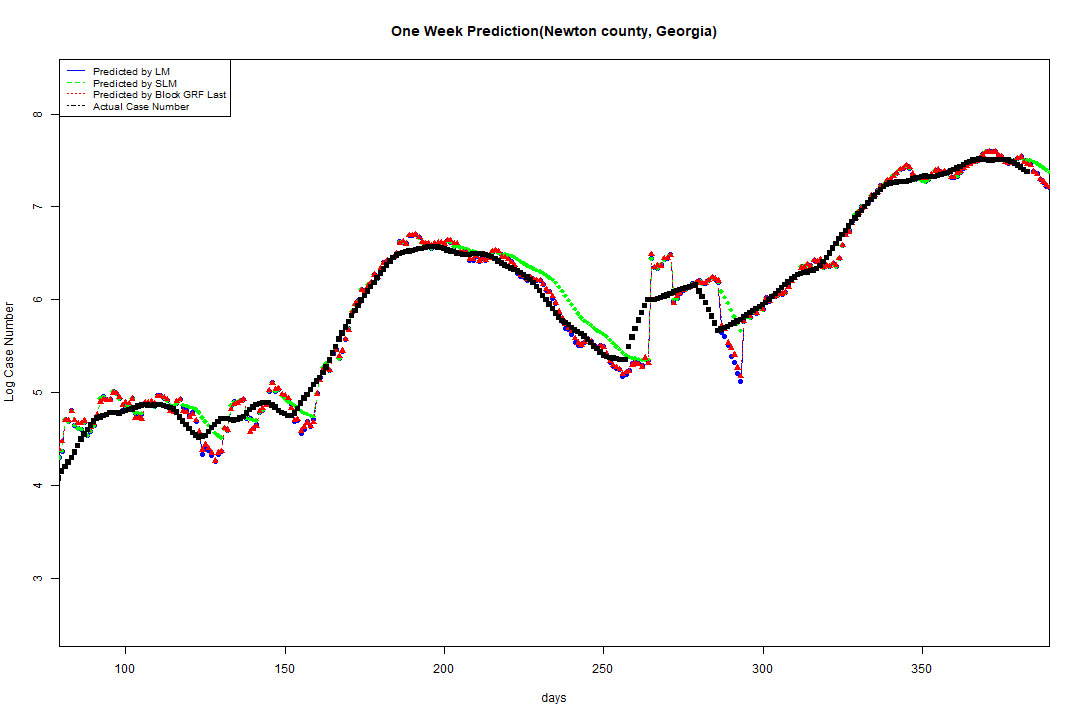 One Week Prediction(Newton county, Georgia)
Predicted by LM
Predicted by SLM
Predicted by Block GRF Last
Actual Case Number
8
7
6
5
4
3
Log Case Number
100 150 200 250 300 350
days